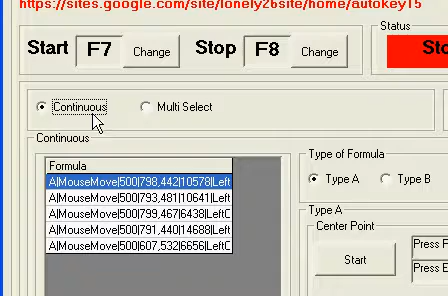 https://sites.google.com/site/lonely26site/home/autokey15
Status
Start F7 Change Stop F8 Change Sto
Continuous Multi Select
Continuous
Formula
A|MouseMove|500|798,442|10578|Left
A|MouseMove|500|793,481|10641|Left
A|MouseMove|500|799,467|6438|LeftC
A|MouseMove|500|791,440|14688|Left
A|MouseMove|500|607,532|6656|LeftC
Type of Formula
Type A Type B
Type A
Center Point
Start
Press F
Press E